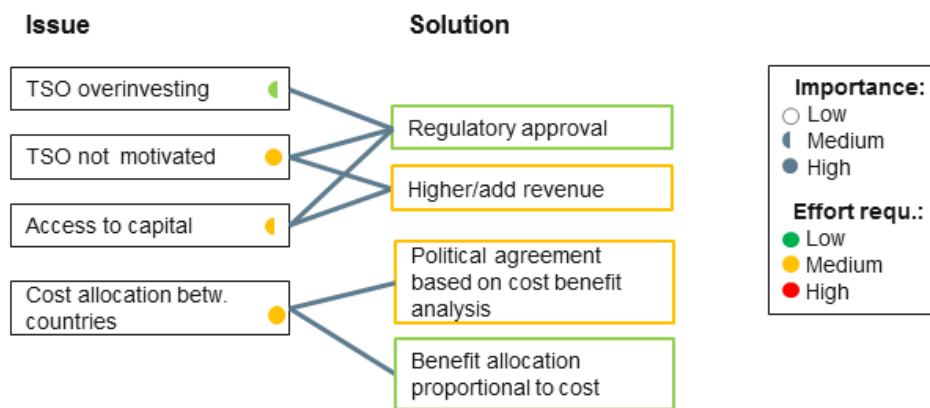 Issue
Solution
TSO overinvesting
TSO not motivated
Access to capital
Cost allocation betw.
countries
Regulatory approval
Higher/add revenue
Political agreement
based on cost benefit
analysis
Benefit allocation
proportional to cost
Importance:
Low
Medium
High
Effort requ.:
Low
Medium
High